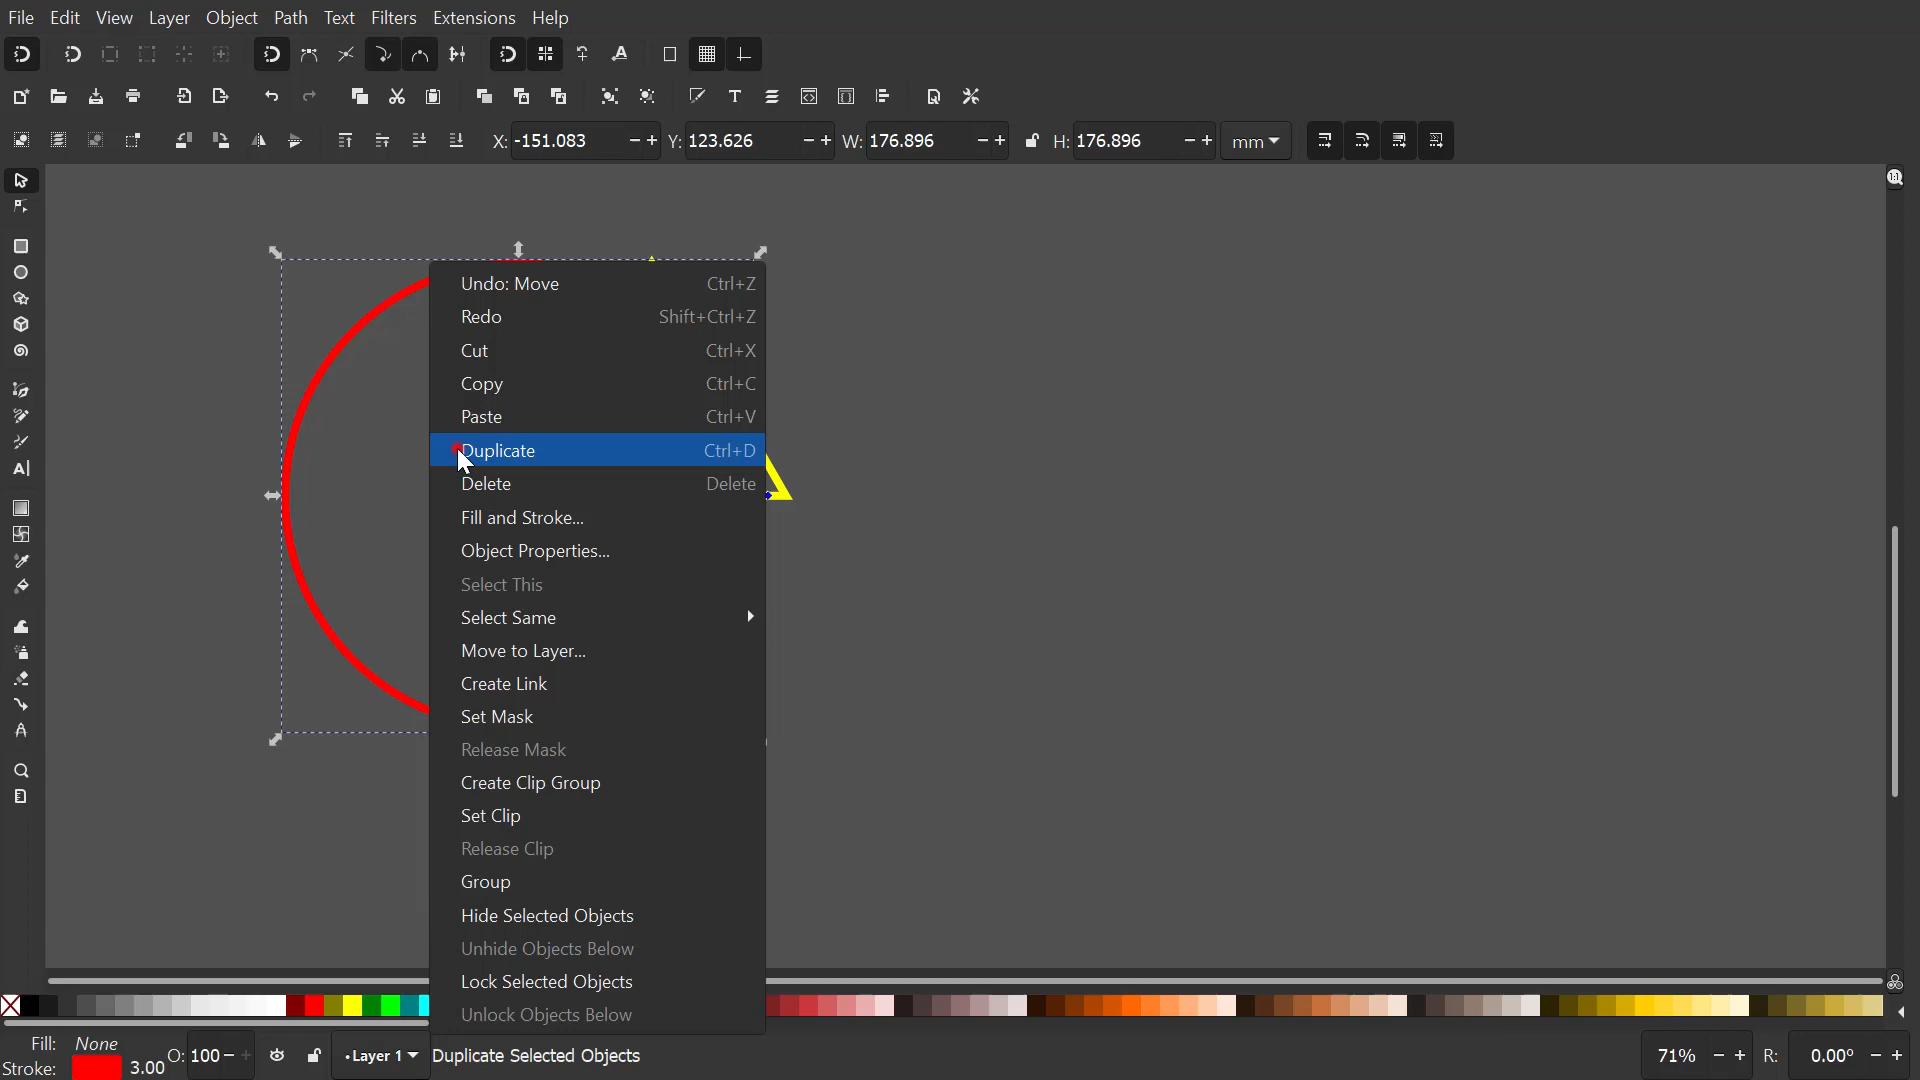 File Edit View Layer Object Path Text Filters Extensions Help
X: -151.083 Y: 123.626 W: 176.896 H: 176.896 mm
Undo: Move Ctrl+Z
Redo Shift+Ctrl+Z
Cut Ctrl+X
Copy Ctrl+C
Paste Ctrl+V
Duplicate Ctrl+D
Delete Delete
Fill and Stroke...
Object Properties...
Select This
Select Same
Move to Layer...
Create Link
Set Mask
Release Mask
Create Clip Group
Set Clip
Release Clip
Group
Hide Selected Objects
Unhide Objects Below
Lock Selected Objects
Unlock Objects Below
Fill: None
Stroke: 3.00 O: 100 •Layer 1 Duplicate Selected Objects 71% R: 0.00°